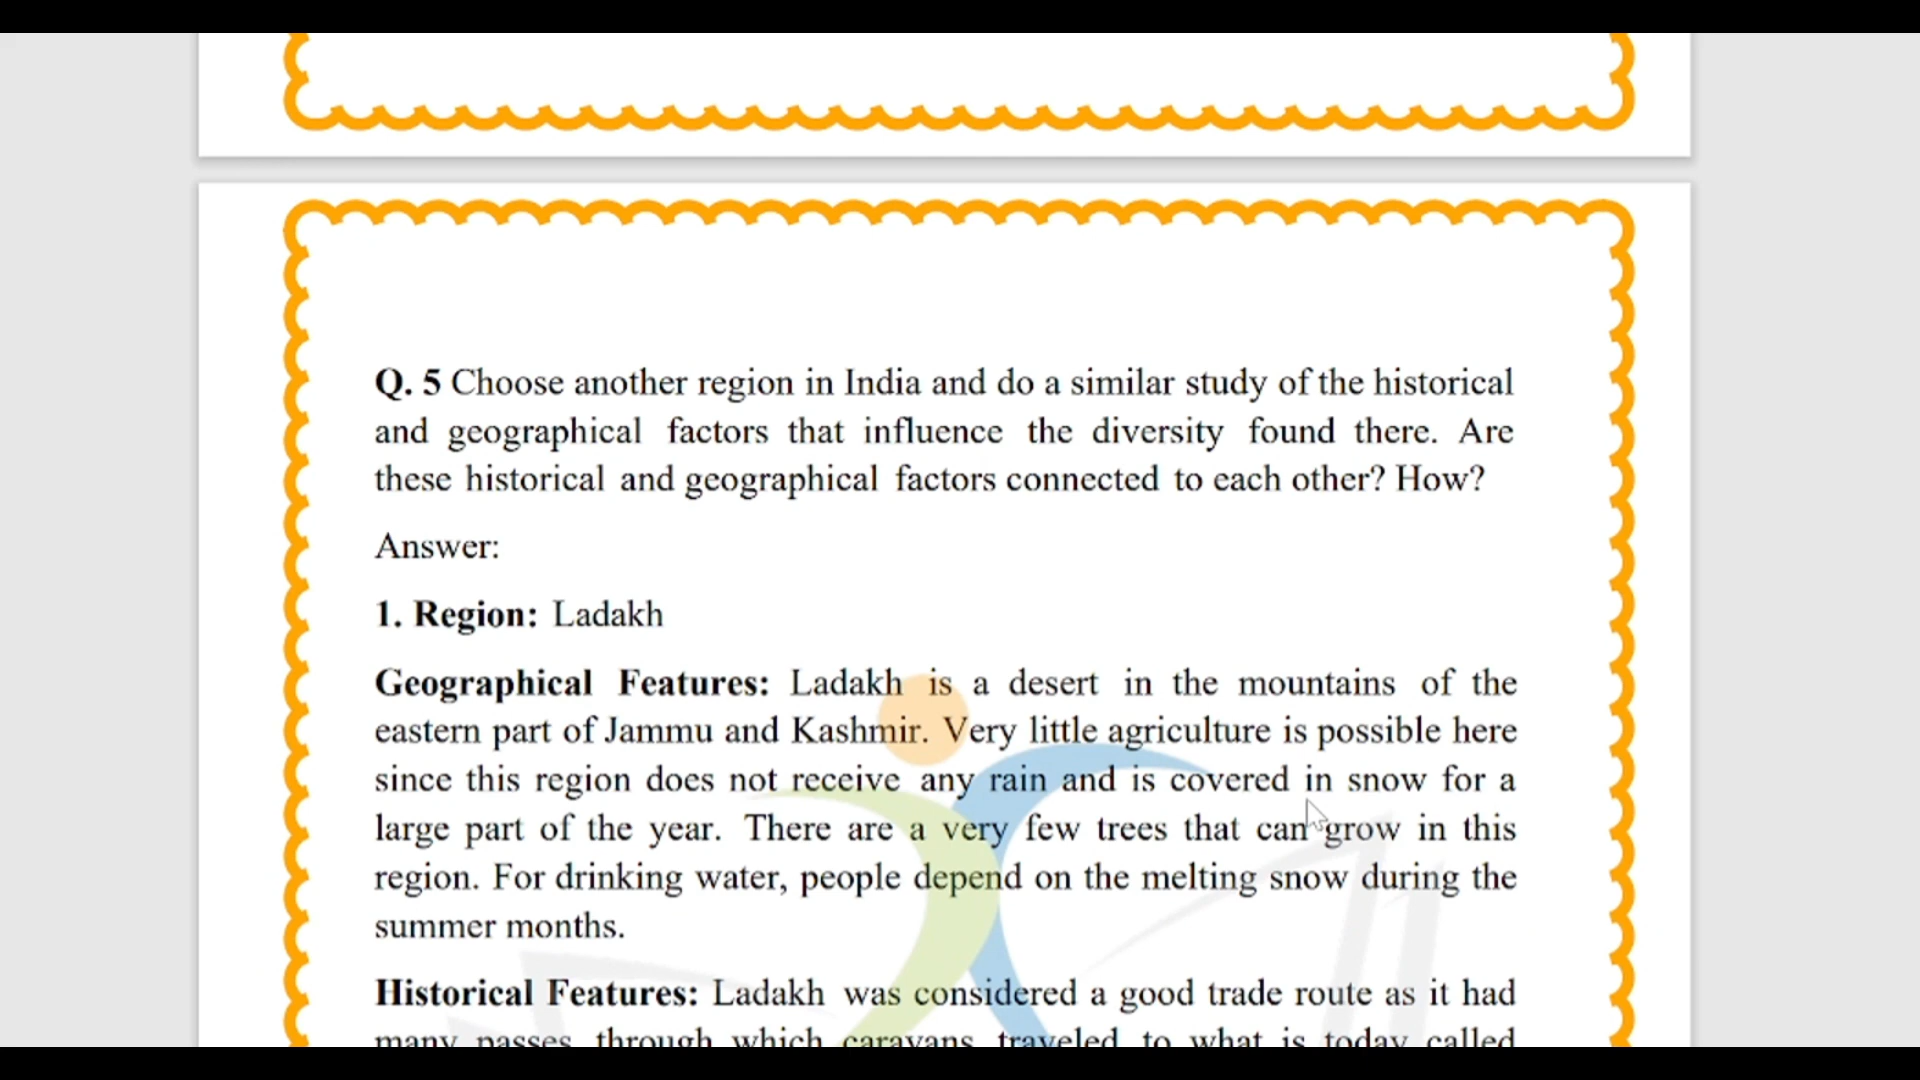 Q. 5 Choose another region in India and do a similar study of the historical
and geographical factors that influence the diversity found there. Are
these historical and geographical factors connected to each other? How?
Answer:
1. Region: Ladakh
Geographical Features: Ladakh is a desert in the mountains of the
eastern part of Jammu and Kashmir. Very little agriculture is possible here
since this region does not receive any rain and is covered in snow for a
large part of the year. There are a very few trees that can grow in this
region. For drinking water, people depend on the melting snow during the
summer months.
Historical Features: Ladakh was considered a good trade route as it had
many passes through which caravans traveled to what is today called